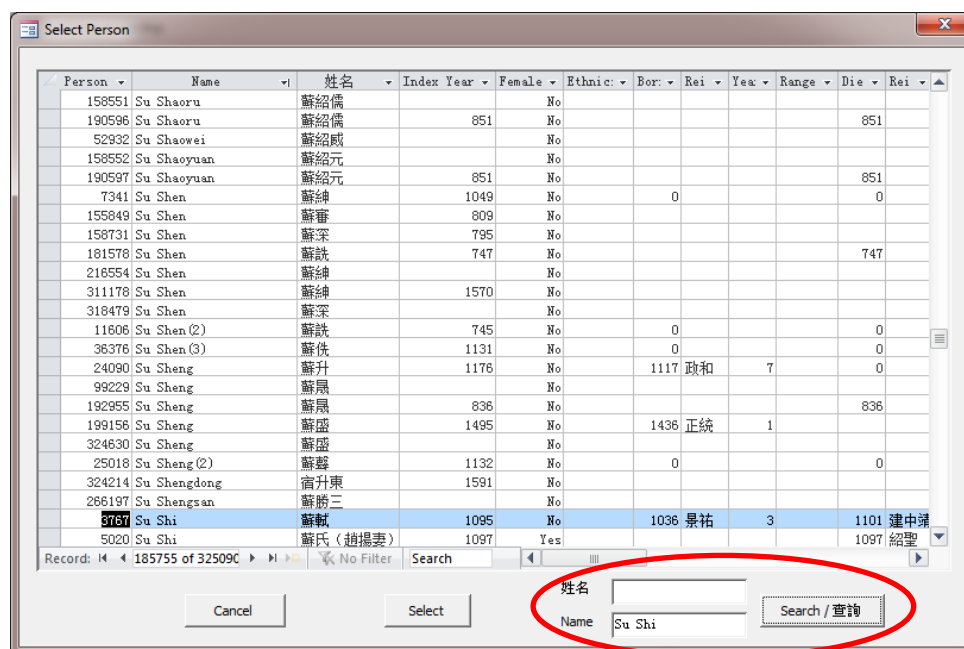 Select Person
Person Name 姓名 Index Year Female Ethnic: Bor: Rei Yea: Range Die Rei
158551 Su Shaoru 蘇紹儒 No
190596 Su Shaoru 蘇紹儒 851 No 851
52932 Su Shaowei 蘇紹威 No
158552 Su Shaoyuan 蘇紹元 No
190597 Su Shaoyuan 蘇紹元 851 No 851
7341 Su Shen 蘇紳 1049 No 0 0
155849 Su Shen 蘇審 809 No
158731 Su Shen 蘇深 795 No
181578 Su Shen 蘇詵 747 No 747
216554 Su Shen 蘇紳 No
311178 Su Shen 蘇紳 1570 No
318479 Su Shen 蘇深 No
11606 Su Shen(2) 蘇詵 745 No 0 0
36376 Su Shen(3) 蘇侁 1131 No 0 0
24090 Su Sheng 蘇升 1176 No 1117 政和 7 0
99229 Su Sheng 蘇晟 No
192955 Su Sheng 蘇晟 836 No 836
199156 Su Sheng 蘇盛 1495 No 1436 正統 1
324630 Su Sheng 蘇盛 No
25018 Su Sheng(2) 1132 No 0 0
324214 Su Shengdong 宿升東 1591 No
266197 Su Shengsan 蘇勝三 No
3767 Su Shi 蘇軾 1095 No 1036 景祐 3 1101 建中靖
5020 Su Shi 蘇氏（趙揚妻） 1097 Yes 1097 紹聖
Record: 185755 of 325090 No Filter Search
姓名
Cancel Select Search / 查詢
Name Su Shi